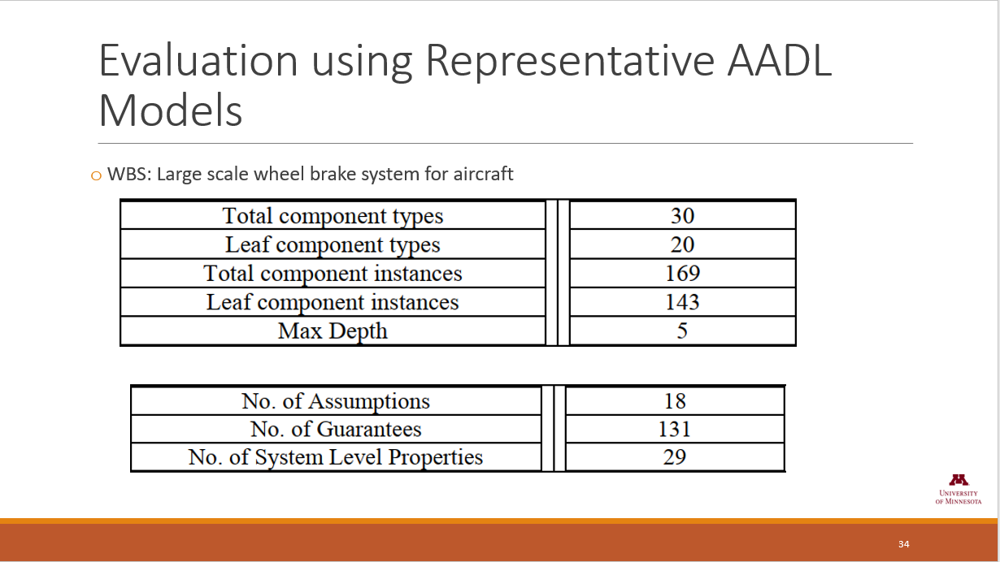 Evaluation using Representative AADL
Models
o WBS: Large scale wheel brake system for aircraft
Total component types 30
Leaf component types 20
Total component instances 169
Leaf component instances 143
Max Depth 5
No. of Assumptions 18
No. of Guarantees 131
No. of System Level Properties 29
M
UNIVERSITY
OF MINNESOTA
34